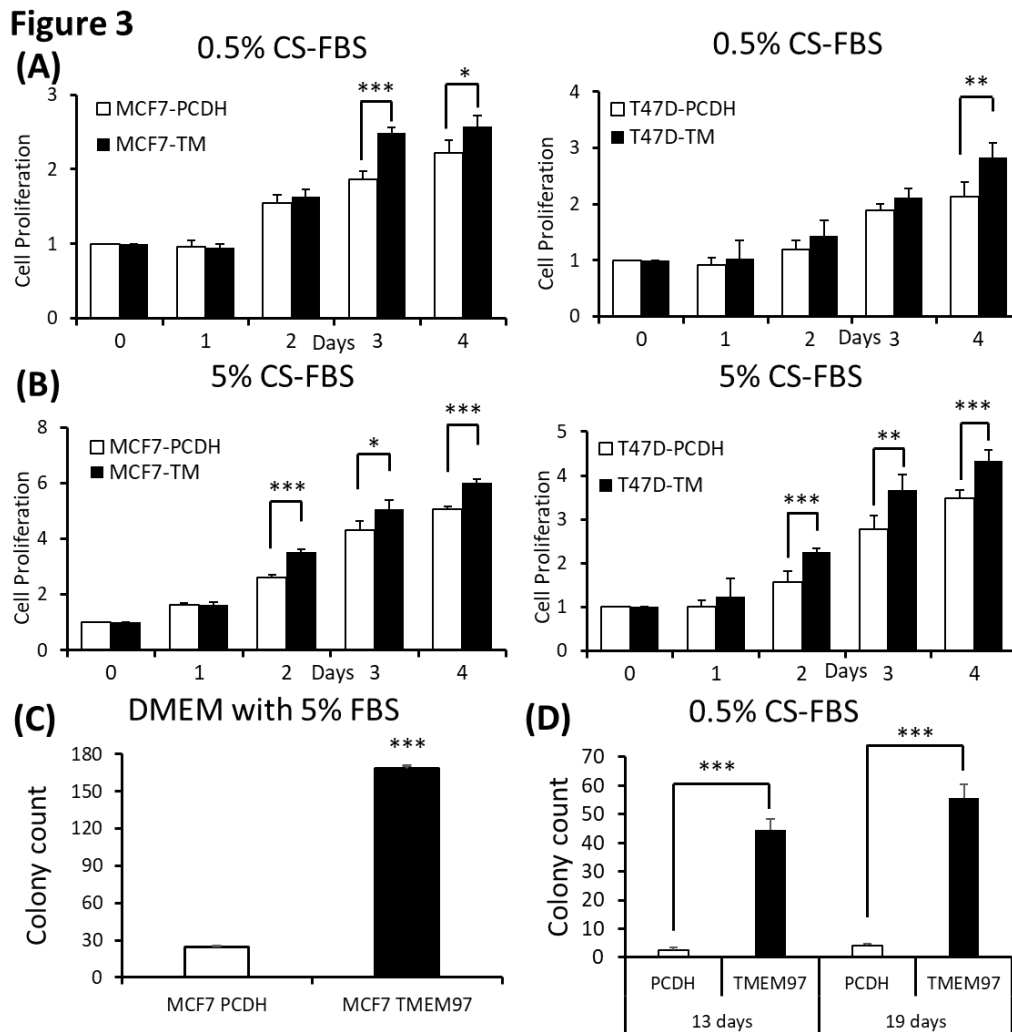 Figure 3
(A)
0.5% CS-FBS
Cell Proliferation
3
2
1
0
MCF7-PCDH
MCF7-TM
***
*
0 1 2 Days 3 4
0.5% CS-FBS
Cell Proliferation
4
3
2
1
0
T47D-PCDH
T47D-TM
**
0 1 2 Days 3 4
(B)
5% CS-FBS
Cell Proliferation
8
6
4
2
0
MCF7-PCDH
MCF7-TM
***
*
***
0 1 2 Days 3 4
5% CS-FBS
Cell Proliferation
5
4
3
2
1
0
T47D-PCDH
T47D-TM
***
**
***
0 1 2 Days 3 4
(C)
DMEM with 5% FBS
Colony count
180
150
120
90
60
30
0
***
MCF7 PCDH MCF7 TMEM97
(D)
0.5% CS-FBS
Colony count
70
60
50
40
30
20
10
0
***
***
PCDH TMEM97 PCDH TMEM97
13 days 19 days